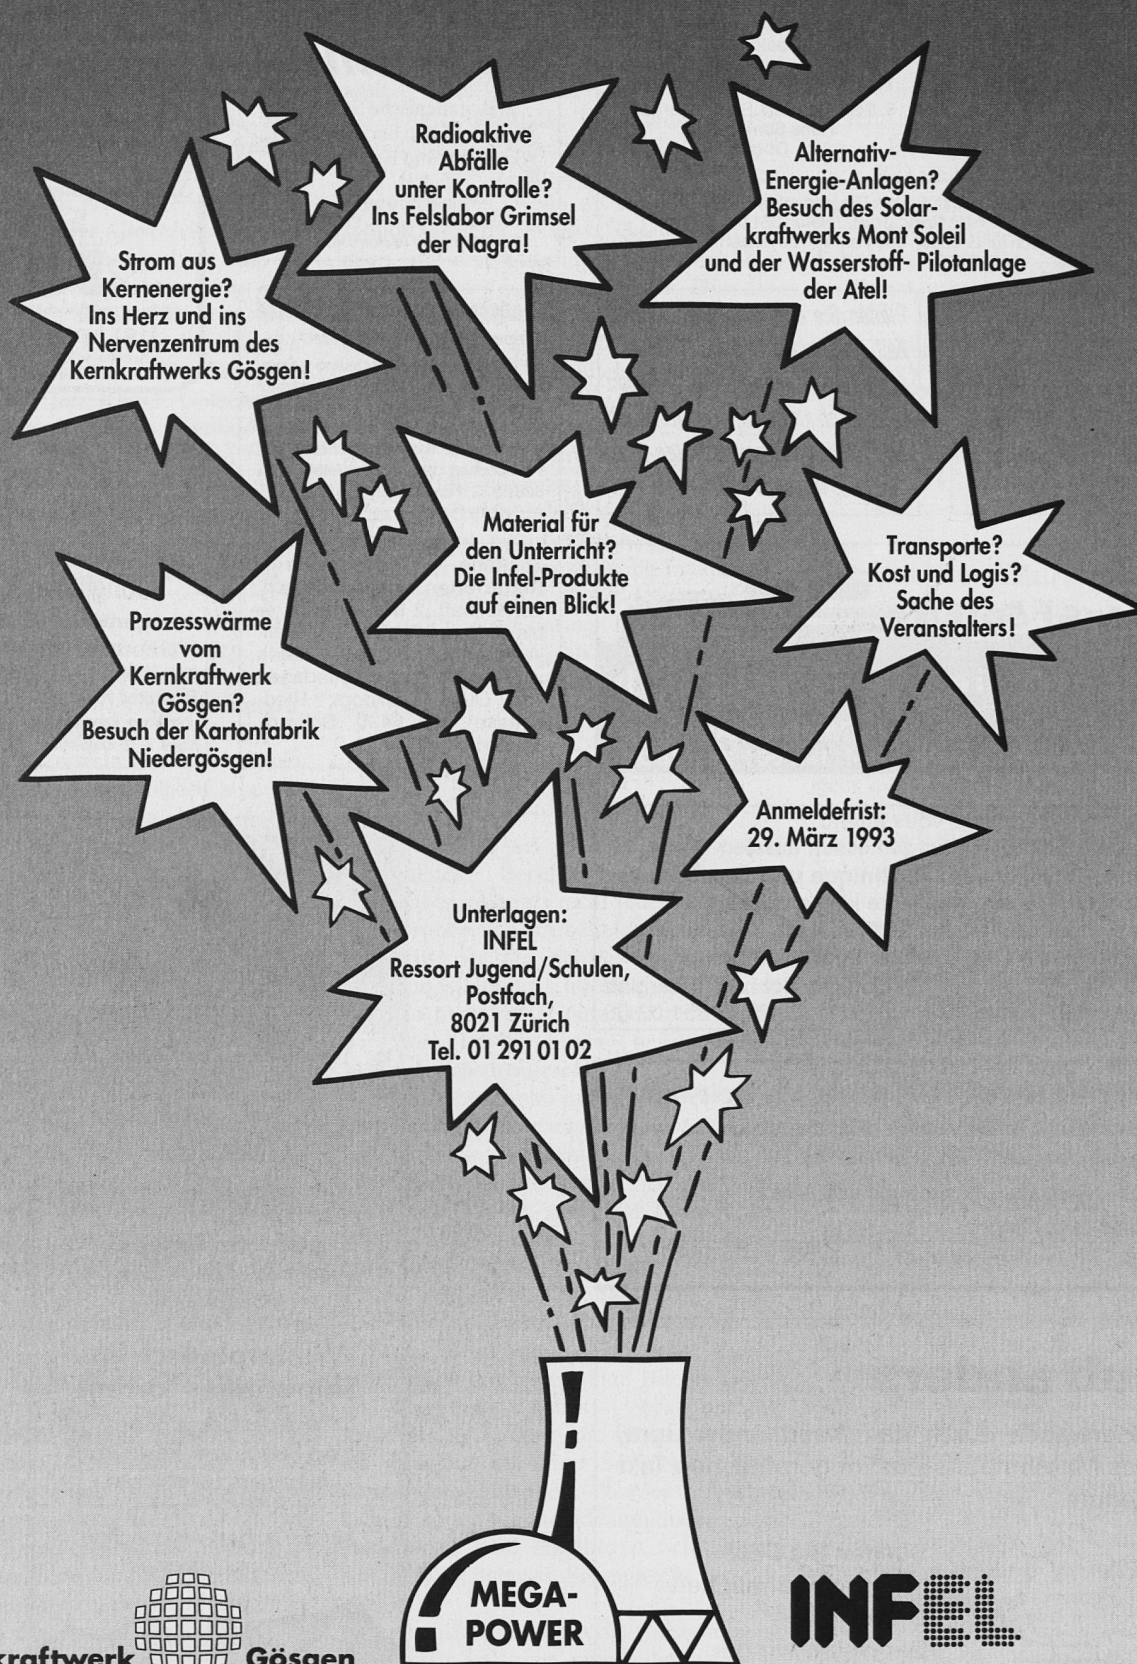 Radioaktive
Abfälle
unter Kontrolle?
Ins Felslabor Grimsel
der Nagra!
Alternativ-
Energie-Anlagen?
Besuch des Solar-
kraftwerks Mont Soleil
und der Wasserstoff- Pilotanlage
der Atel!
Strom aus
Kernenergie?
Ins Herz und ins
Nervenzentrum des
Kernkraftwerks Gösgen!
Material für
den Unterricht?
Die Infel-Produkte
auf einen Blick!
Transporte?
Kost und Logis?
Sache des
Veranstalters!
Prozesswärme
vom
Kernkraftwerk
Gösgen?
Besuch der Kartonfabrik
Niedergösgen!
Anmeldefrist:
29. März 1993
Unterlagen:
INFEL
Ressort Jugend/Schulen,
Postfach,
8021 Zürich
Tel. 01 291 01 02
MEGA-
POWER
kraftwerk Gösgen
INFEL